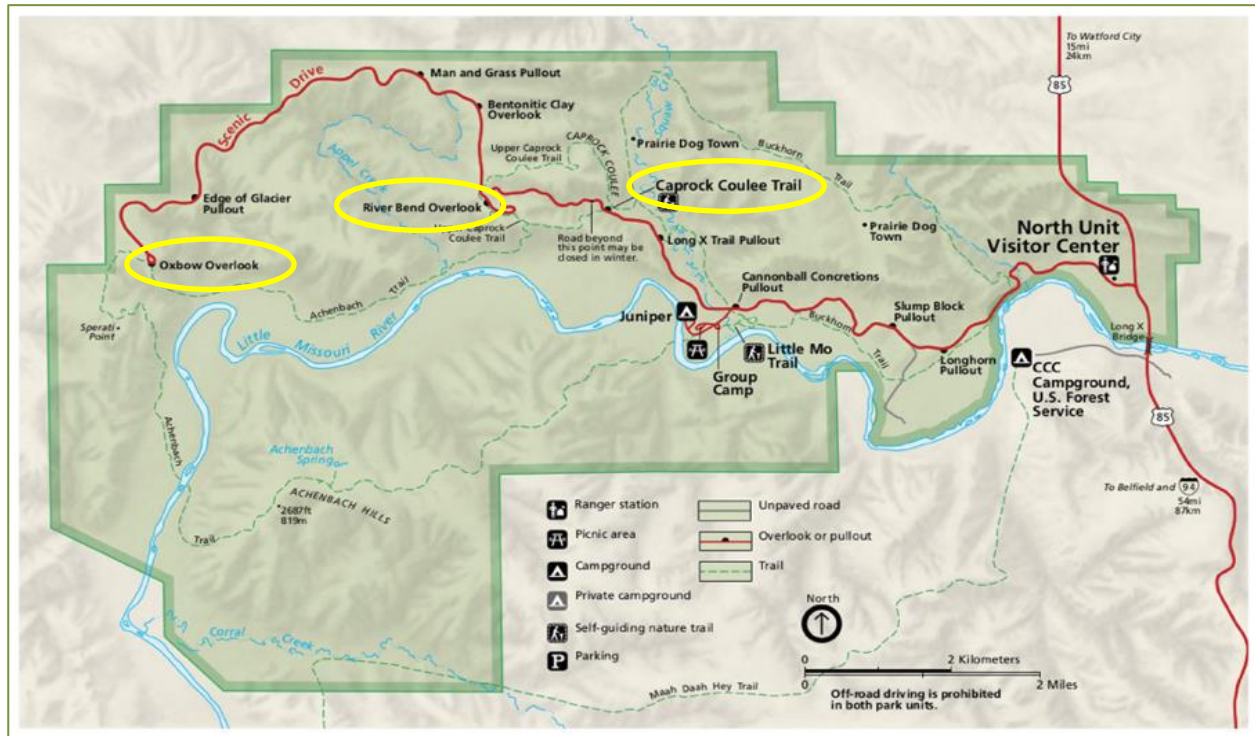 To Watford City
15mi
24km
85
Man and Grass Pullout
Scenic Drive
Bentonitic Clay
Overlook
Squaw Crk
CAPROCK COULEE
Prairie Dog Town
Buckhorn
Trail
Upper Caprock
Coulee Trail
Appel Creek
Caprock Coulee Trail
Edge of Glacier
Pullout
River Bend Overlook
Upper Caprock
Coulee Trail
Road beyond
this point may be
closed in winter.
Long X Trail Pullout
Prairie Dog
Town
North Unit
Visitor Center
Oxbow Overlook
Achenbach Trail
Cannonball Concretions
Pullout
Sperati
Point
Little Missouri River
Juniper
Slump Block
Pullout
Buckhorn
Trail
Long X
Bridge
Little Mo
Trail
Group
Camp
Longhorn
Pullout
CCC
Campground,
U.S. Forest
Service
85
Achenbach
Trail
Achenbach
Spring
ACHENBACH HILLS
2687ft
819m
To Belfield and 94
54mi
87km
Ranger station
Picnic area
Campground
Private campground
Self-guiding nature trail
P Parking
Unpaved road
Overlook or pullout
Trail
North
0 2 Kilometers
0 2 Miles
Off-road driving is prohibited
in both park units.
Corral Creek
Maah Daah Hey Trail